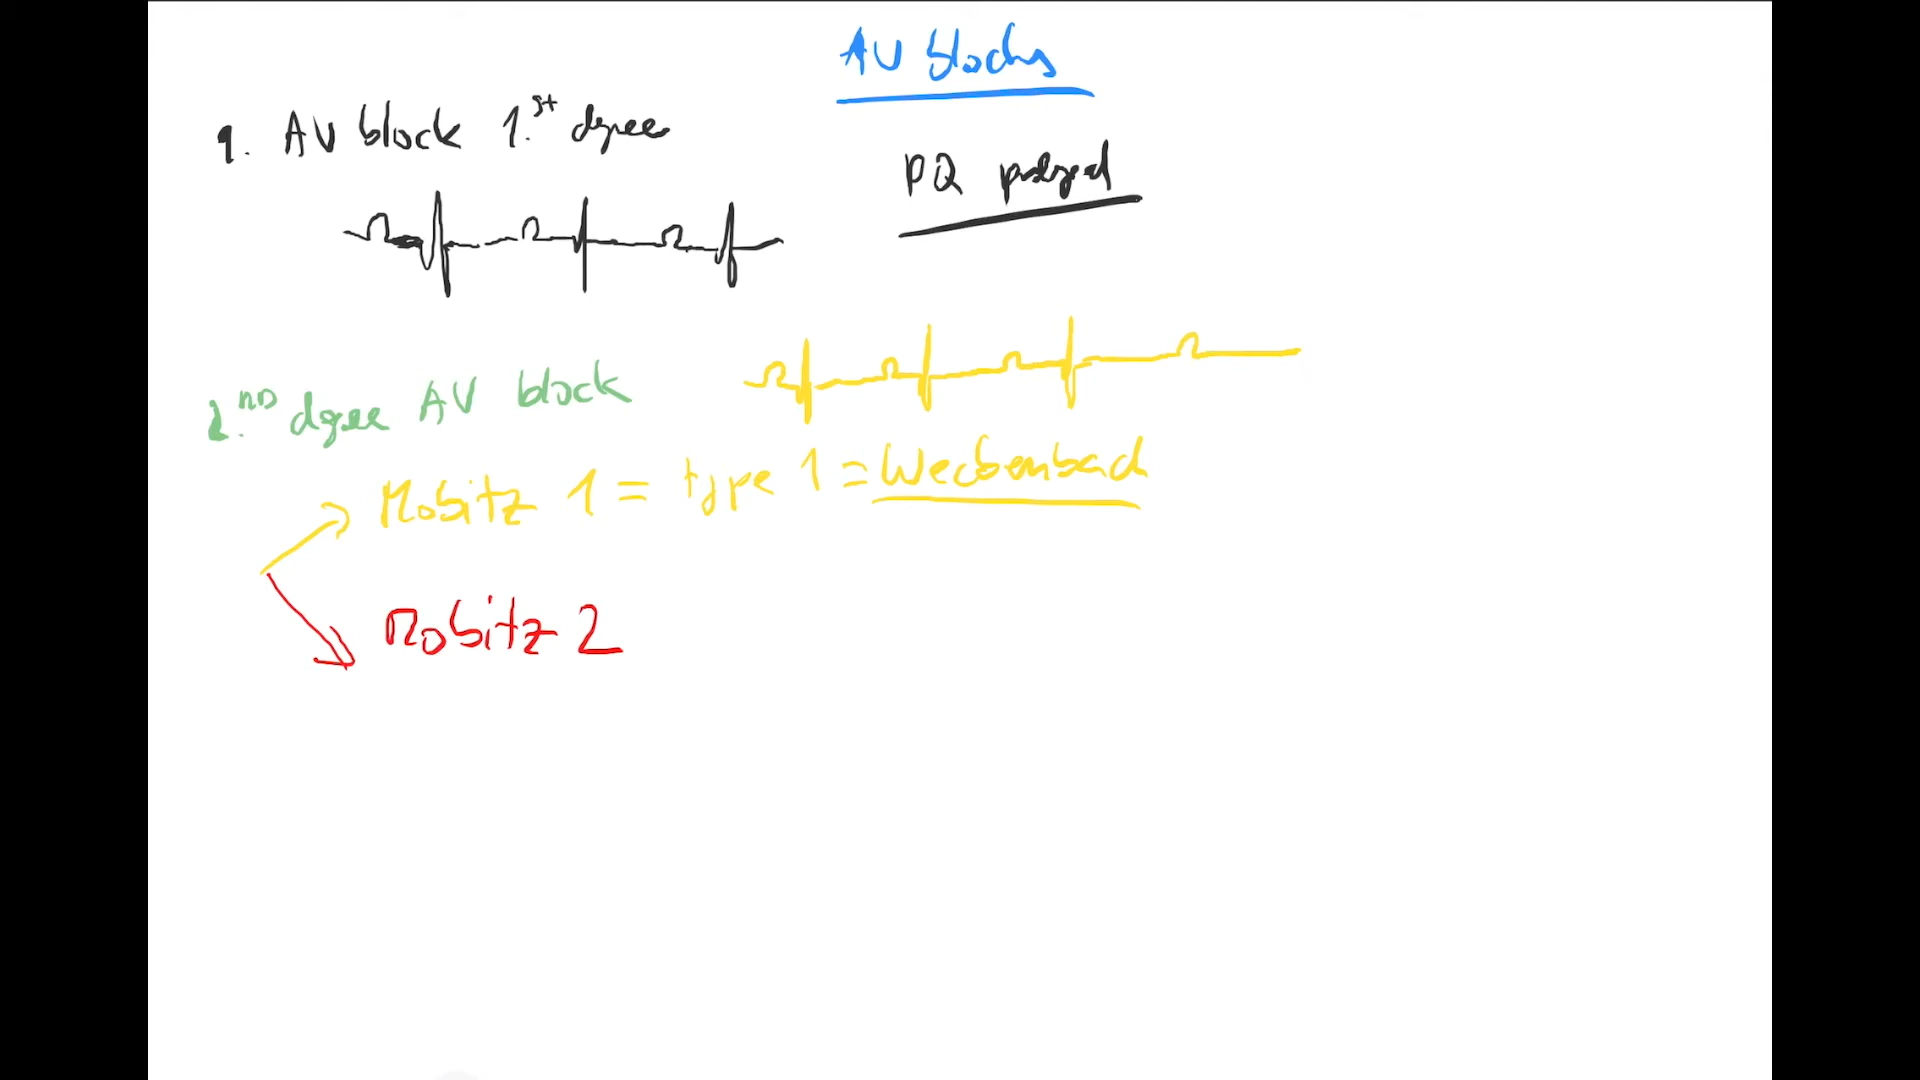 AV blocks
1. AV block 1.st degree
PQ prolonged
2.ND degree AV block
Mobitz 1 = type 1 = Weckenbach
Mobitz 2